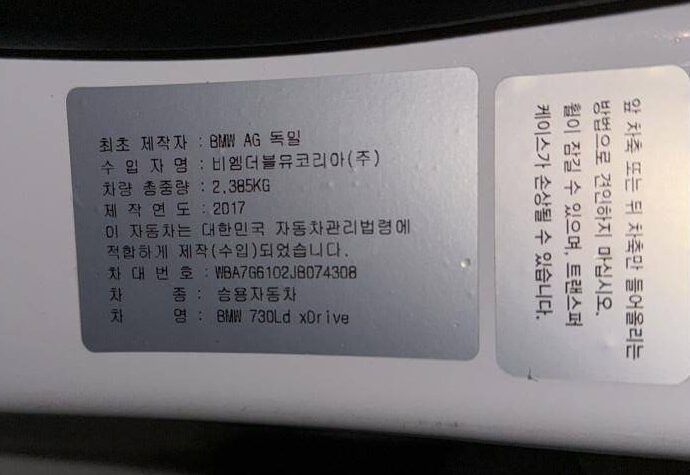 최초 제작자 : BMW AG 독일
수 입 자 명 : 비엠더블유코리아(주)
차량 총중량 : 2,385KG
제 작 연 도 : 2017
이 자동차는 대한민국 자동차관리법령에
적합하게 제작(수입)되었습니다.
차 대 번 호 : WBA7G6102JB074308
차 종 : 승용자동차
차 명 : BMW 730Ld xDrive
앞 차축 또는 뒤 차축만 들어올리는
방법으로 견인하지 마십시오.
휠이 잠길 수 있으며, 트랜스퍼
케이스가 손상될 수 있습니다.